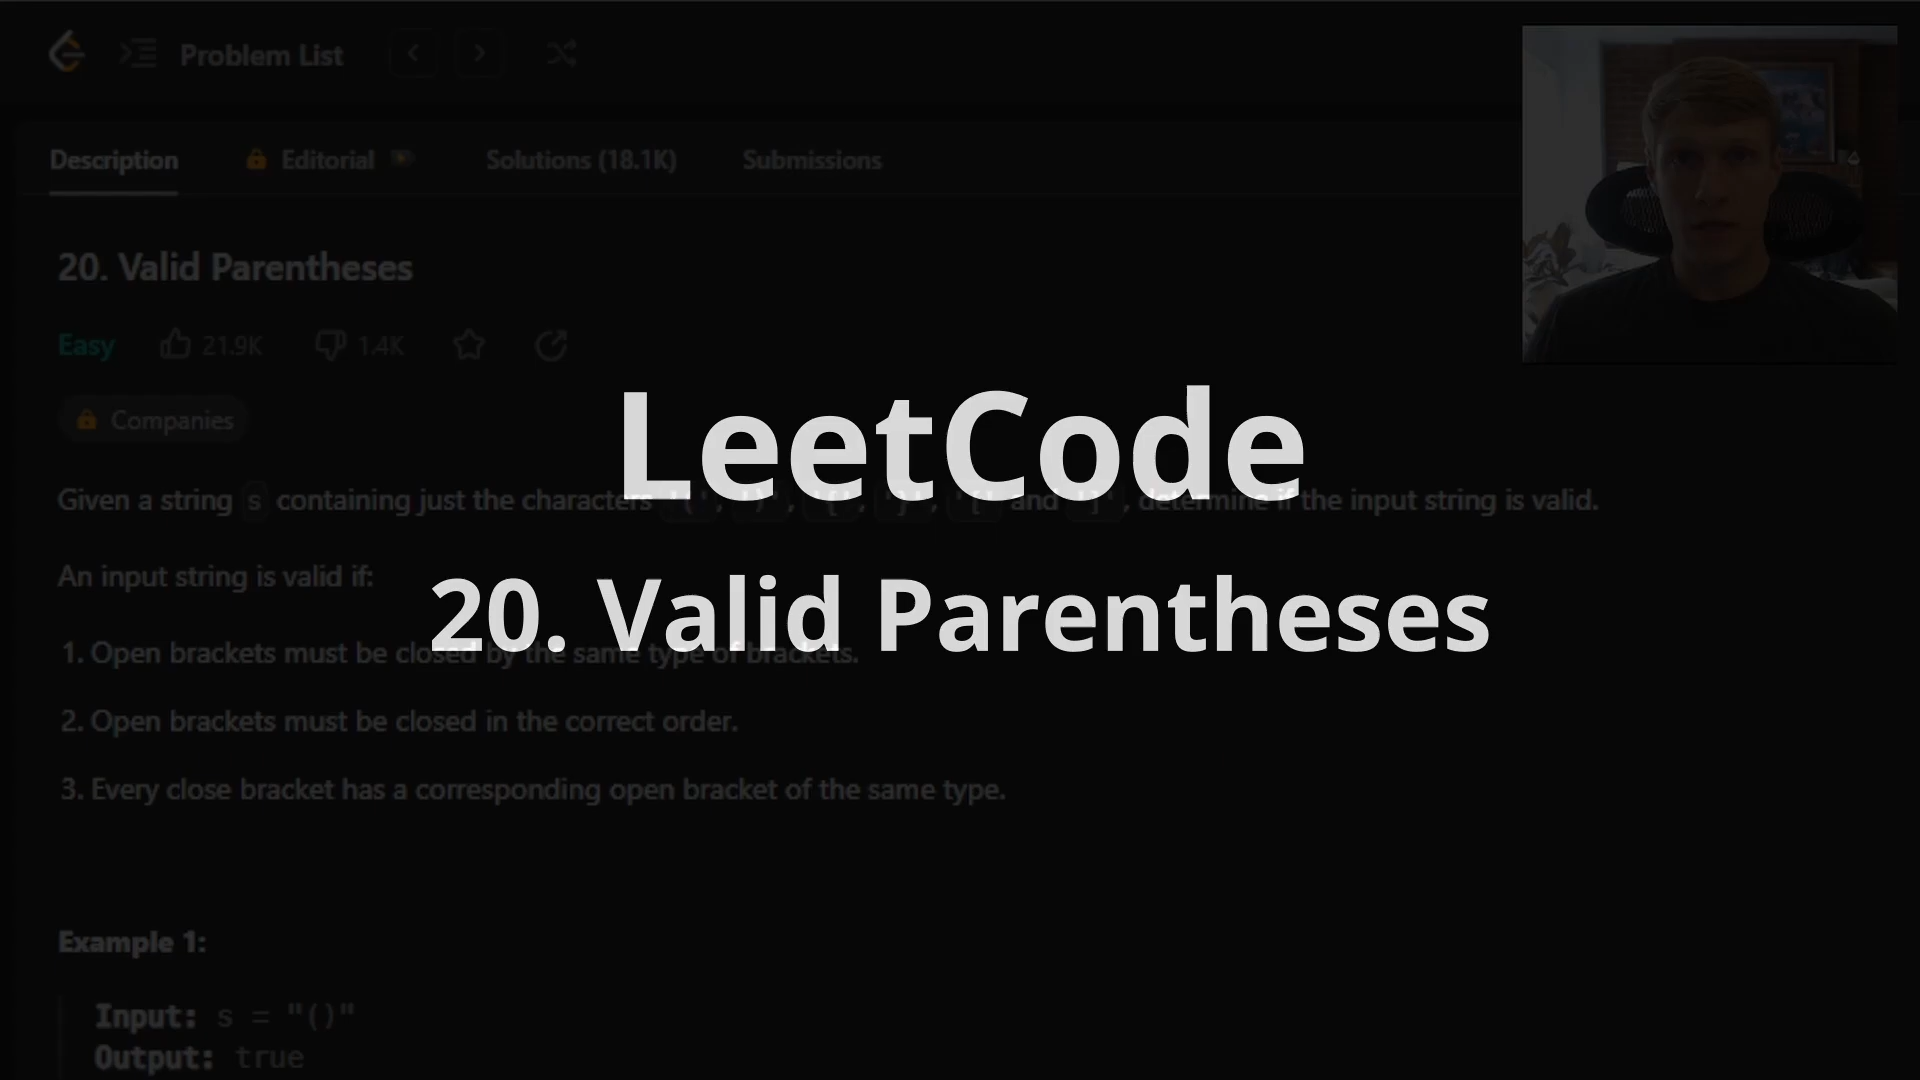 Problem List
Description Editorial Solutions (18.1K) Submissions
20. Valid Parentheses
Easy 21.9K 1.4K
Companies
LeetCode
Given a string s containing just the characters '(', ')', '{', '}', '[' and ']', determine if the input string is valid.
An input string is valid if:
20. Valid Parentheses
1. Open brackets must be closed by the same type of brackets.
2. Open brackets must be closed in the correct order.
3. Every close bracket has a corresponding open bracket of the same type.
Example 1:
Input: s = "()"
Output: true